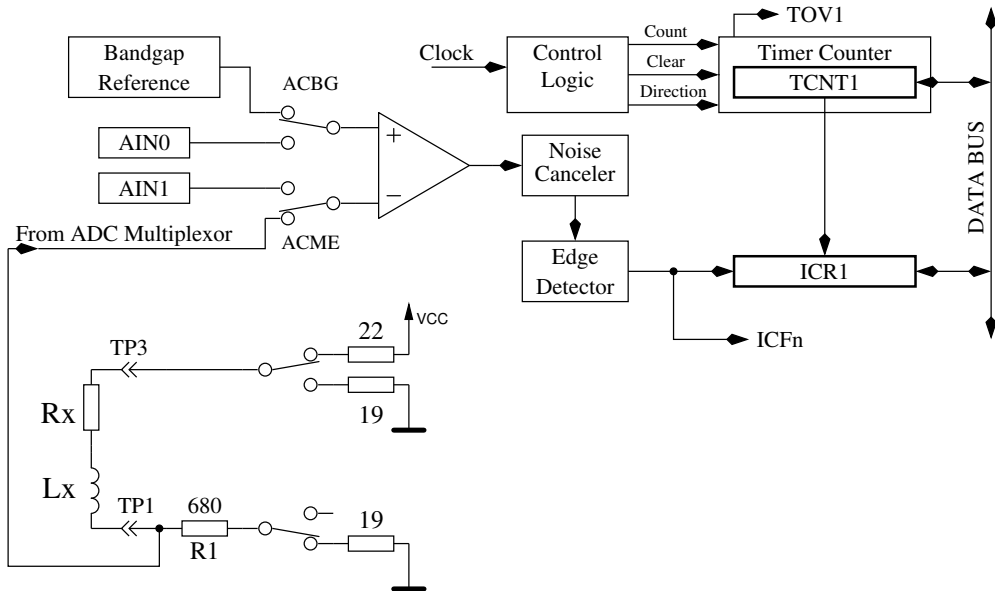 TOV1
Bandgap
Reference
ACBG
Clock
Control
Logic
Count
Clear
Direction
Timer Counter
TCNT1
AIN0
AIN1
+
−
Noise
Canceler
DATA BUS
From ADC Multiplexor
ACME
Edge
Detector
ICR1
ICFn
VCC
22
TP3
19
Rx
Lx
TP1
680
R1
19